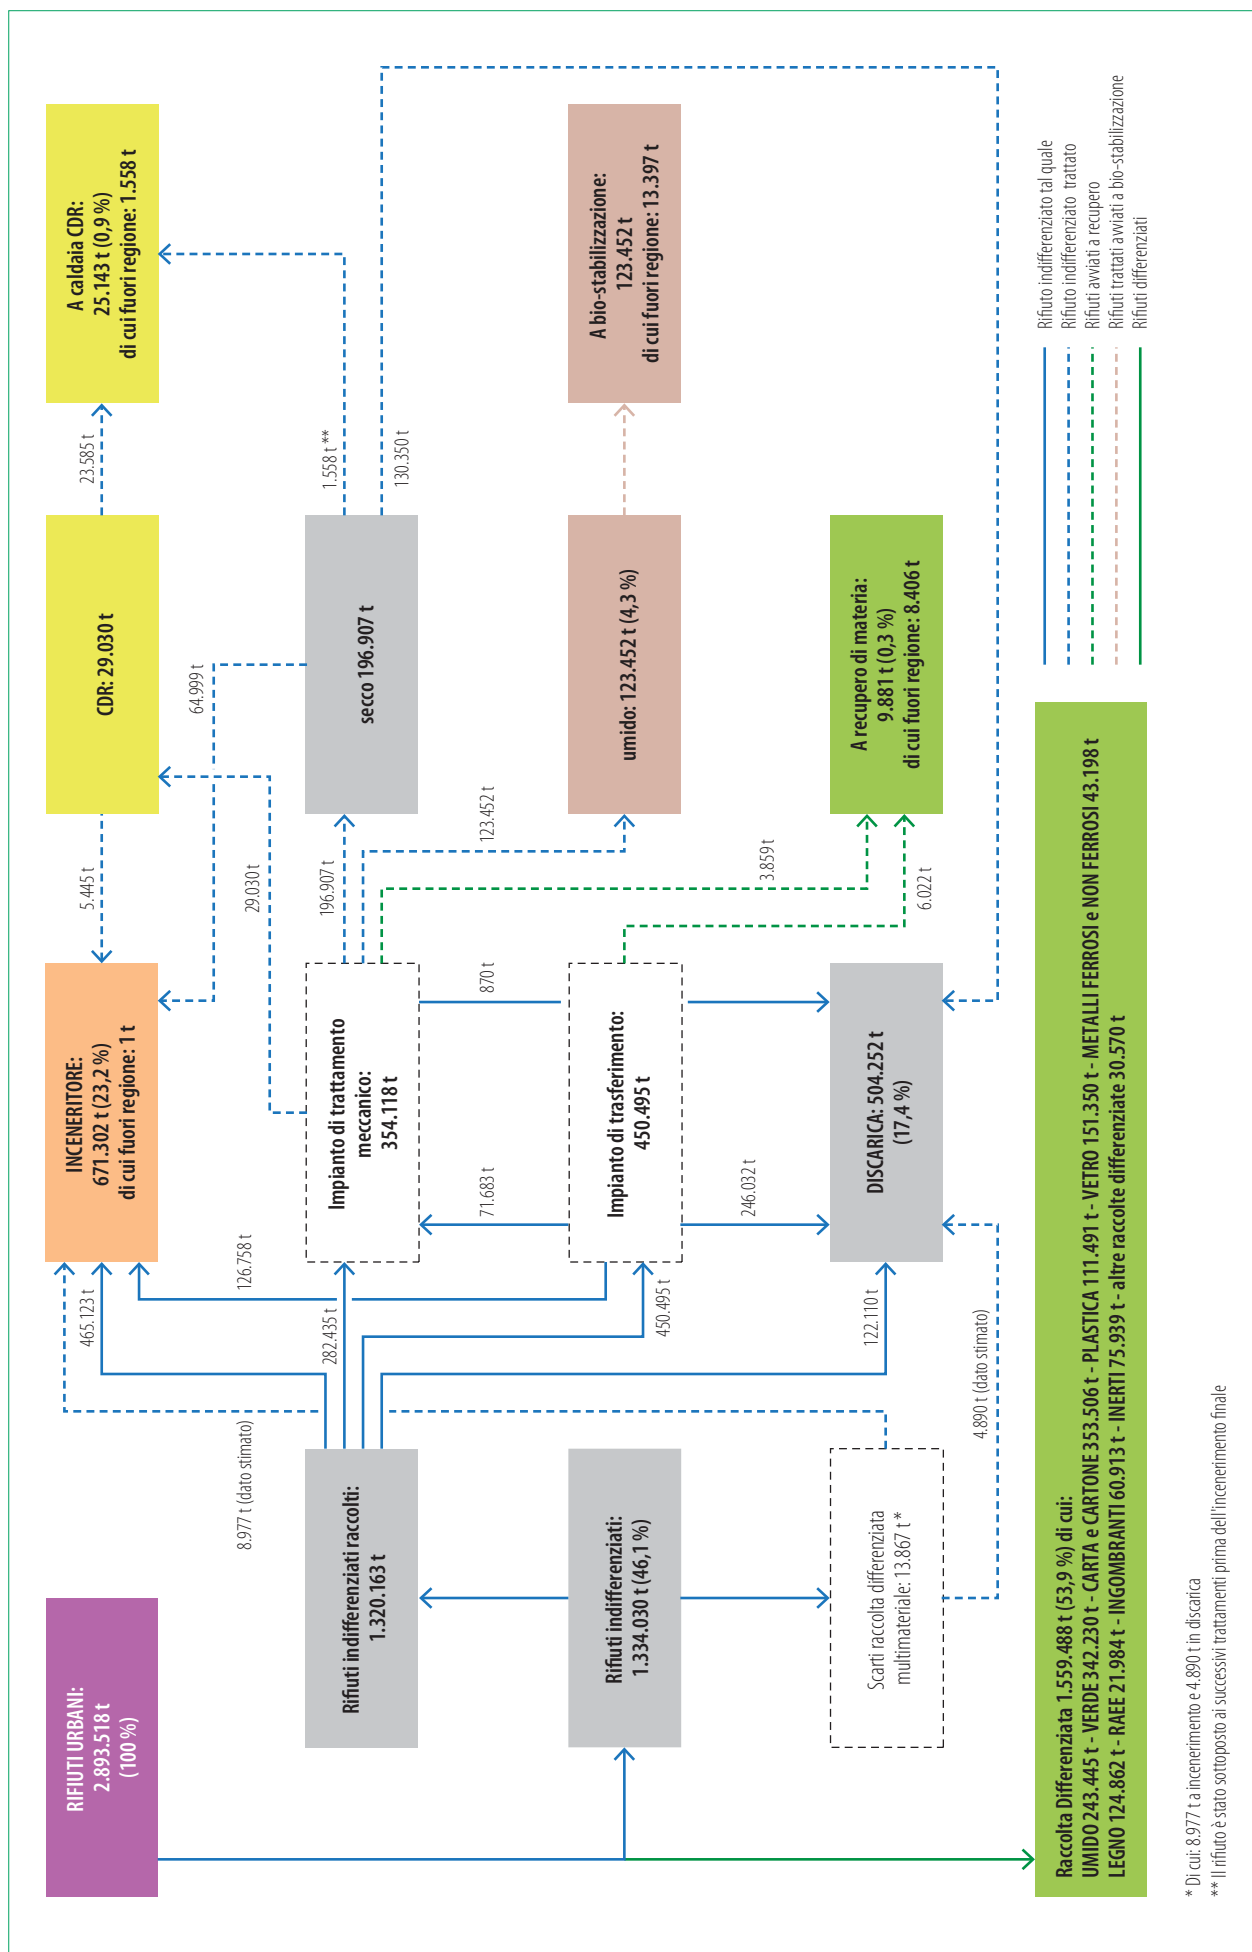 RIFIUTI URBANI:
2.893.518 t
(100 %)
Rifiuti indifferenziati raccolti:
1.320.163 t
Rifiuti indifferenziati:
1.334.030 t (46,1 %)
Scarti raccolta differenziata
multimateriale: 13.867 t*
8.977 t (dato stimato)
465.123 t
126.758 t
282.435 t
450.495 t
122.110 t
4.890 t (dato stimato)
INCENERITORE:
671.302 t (23,2 %)
di cui fuori regione: 1 t
Impianto di trattamento
meccanico:
354.118 t
71.683 t
870 t
Impianto di trasferimento:
450.495 t
246.032 t
DISCARICA: 504.252 t
(17,4 %)
5.445 t
29.030 t
64.999 t
196.907 t
123.452 t
3.859 t
6.022 t
CDR: 29.030 t
secco 196.907 t
umido: 123.452 t (4,3 %)
A recupero di materia:
9.881 t (0,3 %)
di cui fuori regione: 8.406 t
23.585 t
1.558 t **
130.350 t
A caldaia CDR:
25.143 t (0,9 %)
di cui fuori regione: 1.558 t
A bio-stabilizzazione:
123.452 t
di cui fuori regione: 13.397 t
Raccolta Differenziata 1.559.488 t (53,9 %) di cui:
UMIDO 243.445 t - VERDE 342.230 t - CARTA e CARTONE 353.506 t - PLASTICA 111.491 t - VETRO 151.350 t - METALLI FERROSI e NON FERROSI 43.198 t
LEGNO 124.862 t - RAEE 21.984 t - INGOMBRANTI 60.913 t - INERTI 75.939 t - altre raccolte differenziate 30.570 t
Rifiuto indifferenziato tal quale
Rifiuto indifferenziato trattato
Rifiuti avviati a recupero
Rifiuti trattati avviati a bio-stabilizzazione
Rifiuti differenziati
* Di cui: 8.977 t a incenerimento e 4.890 t in discarica
** Il rifiuto è stato sottoposto ai successivi trattamenti prima dell'incenerimento finale